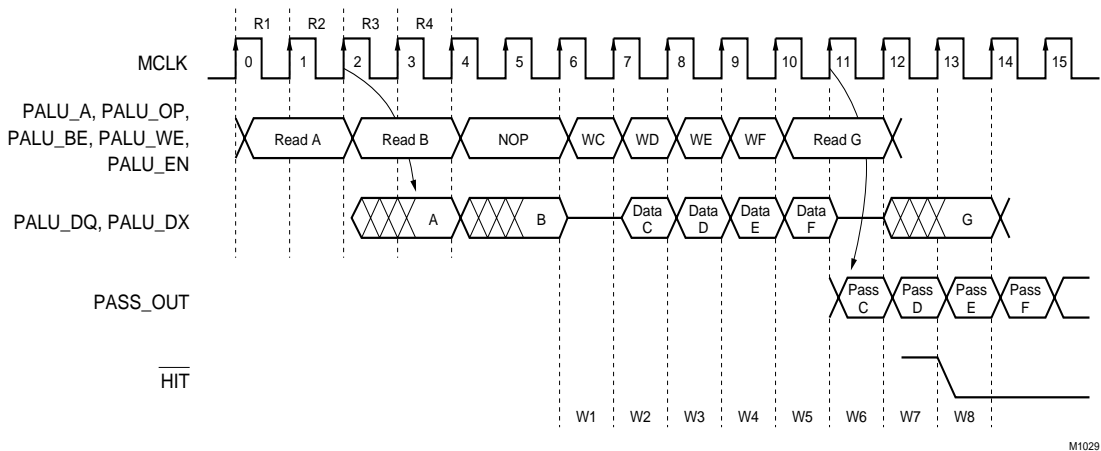 R1 R2 R3 R4
MCLK
0 1 2 3 4 5 6 7 8 9 10 11 12 13 14 15
PALU_A, PALU_OP,
PALU_BE, PALU_WE,
PALU_EN
Read A Read B NOP WC WD WE WF Read G
PALU_DQ, PALU_DX
A B Data C Data D Data E Data F G
PASS_OUT
Pass C Pass D Pass E Pass F
HIT
W1 W2 W3 W4 W5 W6 W7 W8
M1029